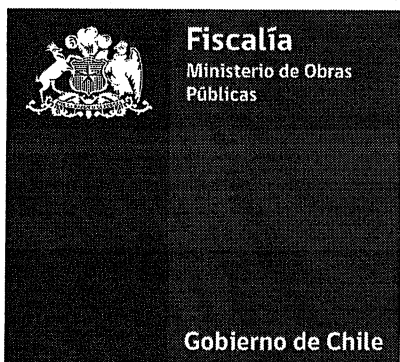 Fiscalía
Ministerio de Obras
Públicas
Gobierno de Chile